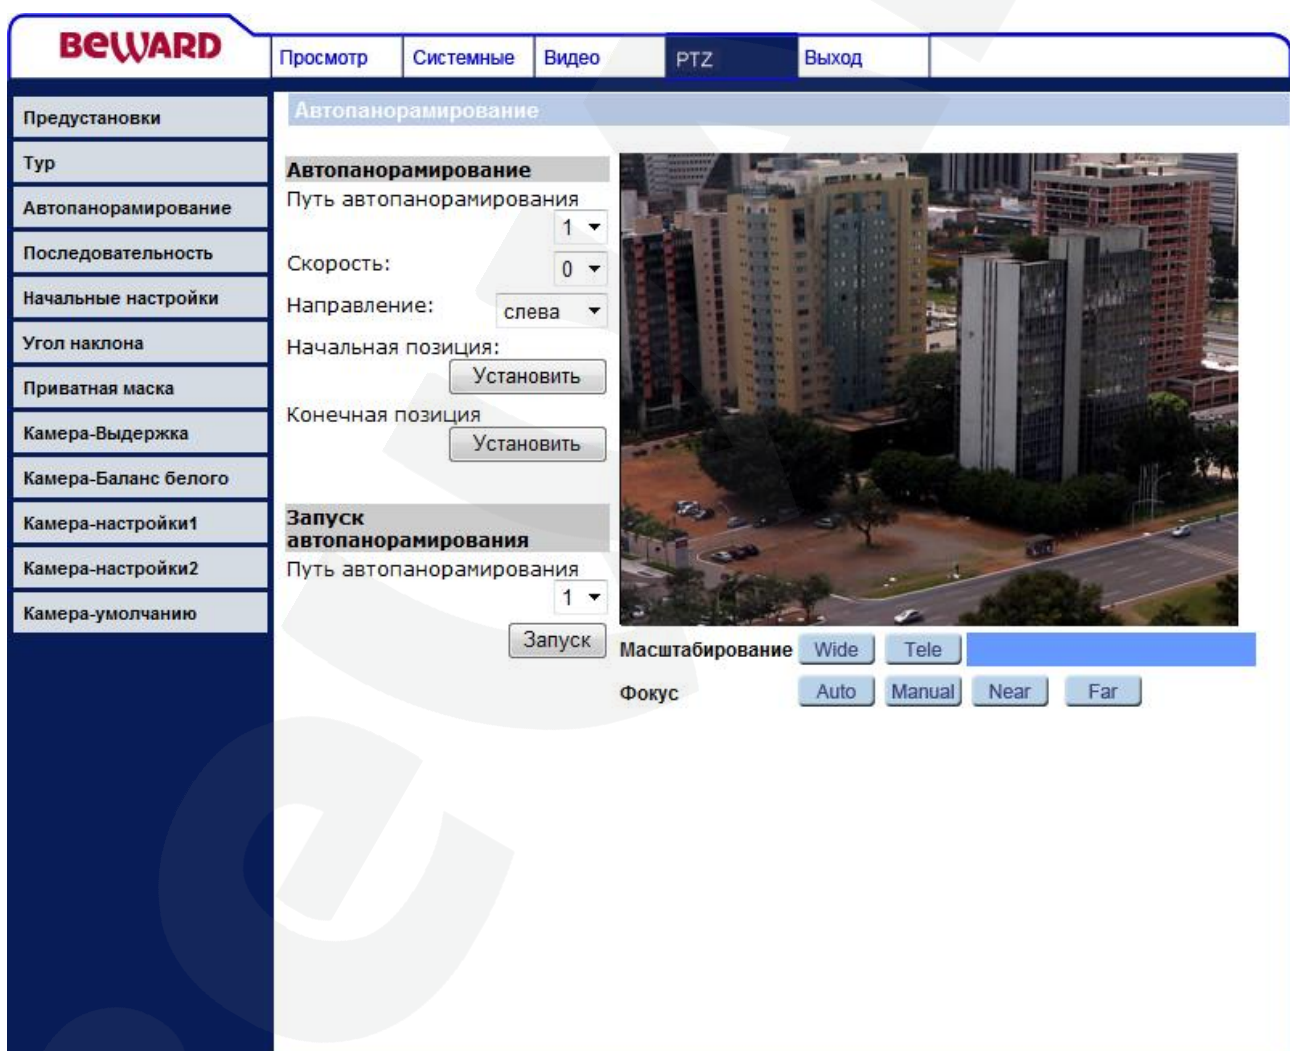 BEWARD
Просмотр Системные Видео PTZ Выход
Предустановки
Тур
Автопанорамирование
Последовательность
Начальные настройки
Угол наклона
Приватная маска
Камера-Выдержка
Камера-Баланс белого
Камера-настройки1
Камера-настройки2
Камера-умолчанию
Автопанорамирование
Автопанорамирование
Путь автопанорамирования
1
Скорость: 0
Направление: слева
Начальная позиция:
Установить
Конечная позиция
Установить
Запуск
автопанорамирования
Путь автопанорамирования
1
Запуск
Масштабирование Wide Tele
Фокус Auto Manual Near Far